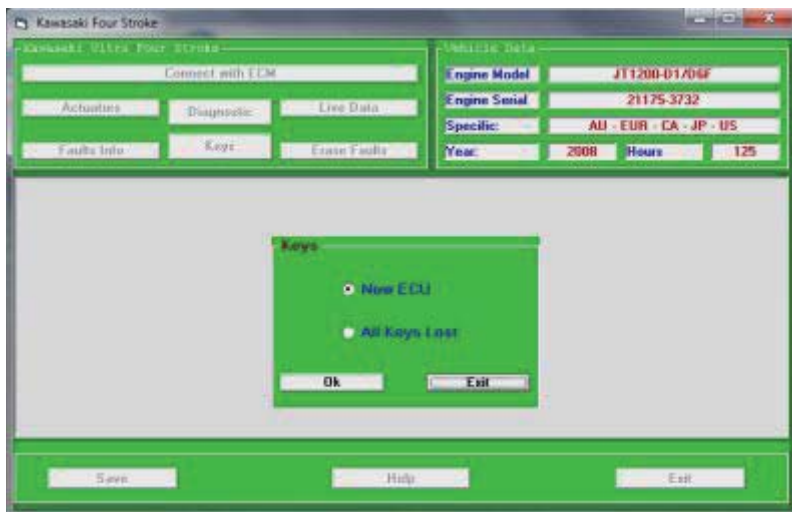 Kawasaki Four Stroke
Kawasaki Ultra Four Stroke
Connect with ECM
Actuators
Diagnostic
Live Data
Faults Info
Keys
Erase Faults
Vehicle Data
Engine Model JT1200-D1/D6F
Engine Serial 21175-3732
Specific: AU - EUR - CA - JP - US
Year: 2008 Hours 125
Keys
New ECU
All Keys Lost
Ok
Exit
Save
Help
Exit